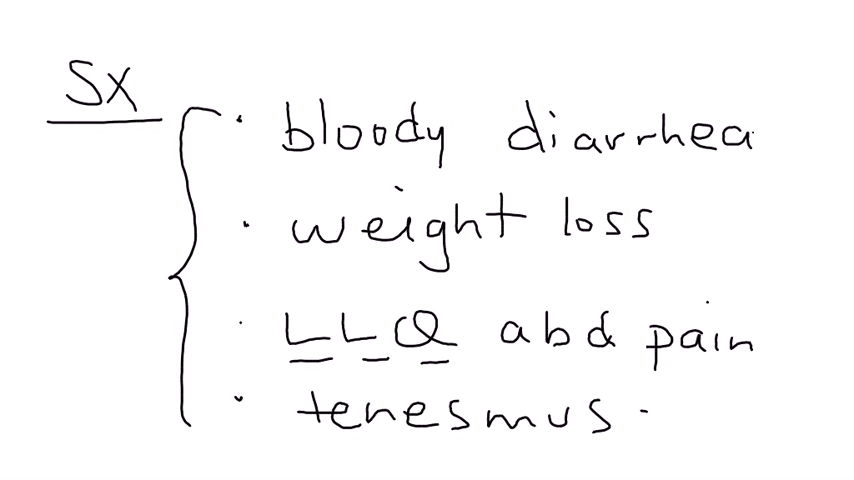 Sx
· bloody diarrhea
· weight loss
· LLQ abd pain
· tenesmus.